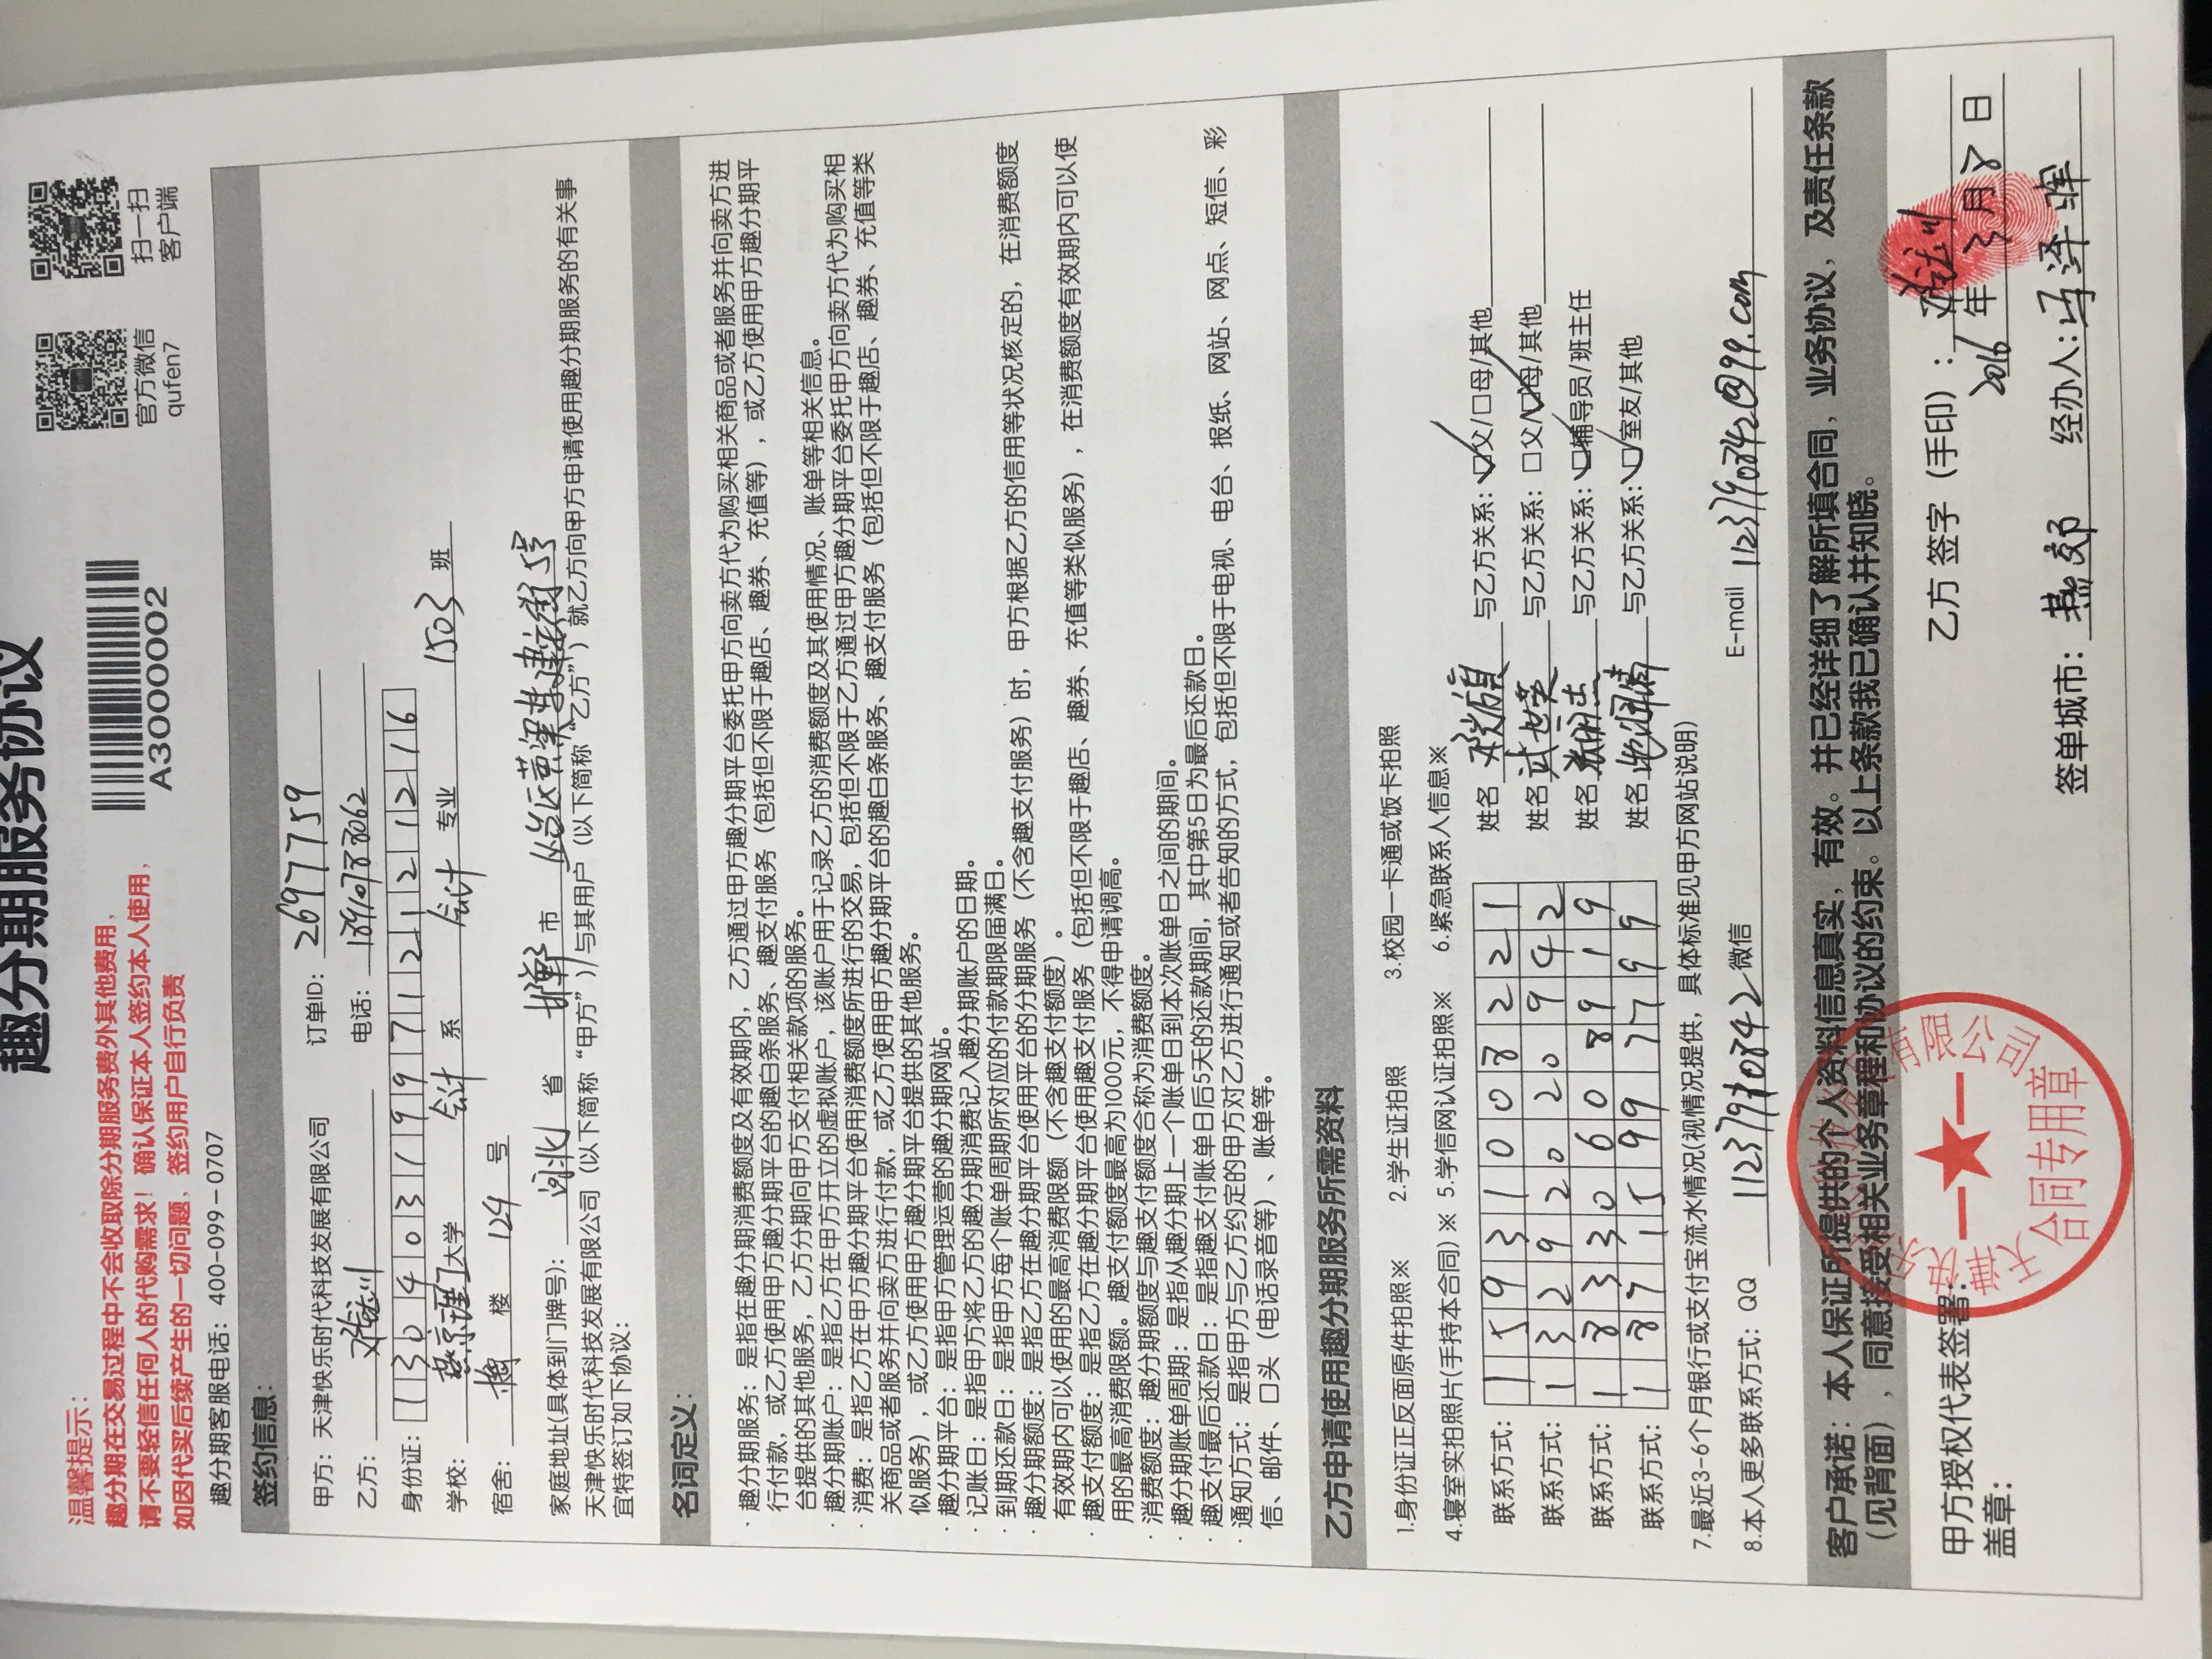 趣分期服务协议
温馨提示：
趣分期在交易过程中不会收取除分期服务费外其他费用，
请不要轻信任何人的代购需求！确认保证本人签约本人使用，
如因代买后续产生的一切问题，签约用户自行负责
A3000002
官方微信
qufen7
扫一扫
客户端
趣分期客服电话：400-099-0707
签约信息：
甲方：天津快乐时代科技发展有限公司 订单ID：2697759
乙方： 电话：18910788062
身份证：130403199712121216
学校：燕京理工大学 会计 系 会计 专业 1503 班
宿舍：楼 124 号
家庭地址(具体到门牌号)：河北 省 邯郸 市 丛台区黄粱梦建宏街5号
天津快乐时代科技发展有限公司（以下简称“甲方”）与其用户（以下简称“乙方”）就乙方向甲方申请使用趣分期服务的有关事
宜特签订如下协议：
名词定义：
· 趣分期服务：是指在趣分期消费额度及有效期内，乙方通过甲方趣分期平台委托甲方向卖方代为购买相关商品或者服务并向卖方进
行付款，或乙方使用甲方趣分期平台的趣白条服务、趣支付服务（包括但不限于趣店、趣券、充值等），或乙方使用甲方趣分期平
台提供的其他服务，乙方分期向甲方支付相关款项的服务。
· 趣分期账户：是指乙方在甲方开立的虚拟账户，该账户用于记录乙方的消费额度及其使用情况、账单等相关信息。
· 消费：是指乙方在甲方趣分期平台使用消费额度所进行的交易，包括但不限于乙方通过甲方趣分期平台委托甲方向卖方代为购买相
关商品或者服务并向卖方进行付款，或乙方使用甲方趣分期平台的趣白条服务、趣支付服务（包括但不限于趣店、趣券、充值等类
似服务），或乙方使用甲方趣分期平台提供的其他服务。
· 趣分期平台：是指甲方管理运营的趣分期网站。
· 记账日：是指甲方将乙方的趣分期消费记入趣分期账户的日期。
· 到期还款日：是指甲方每个账单周期所对应的付款期限届满日。
· 趣分期额度：是指乙方在趣分期平台使用平台的分期服务（不含趣支付服务）时，甲方根据乙方的信用等状况核定的，在消费额度
有效期内可以使用的最高消费限额（不含趣支付额度）。
· 趣支付额度：是指乙方在趣分期平台使用趣支付服务（包括但不限于趣店、趣券、充值等类似服务），在消费额度有效期内可以使
用的最高消费限额。趣支付额度最高为1000元，不得申请调高。
· 消费额度：趣分期额度与趣支付额度合称为消费额度。
· 趣分期账单周期：是指从趣分期上一个账单日到本次账单日之间的期间。
· 趣支付最后还款日：是指趣支付账单日后5天的还款期间，其中第5日为最后还款日。
· 通知方式：是指甲方与乙方约定的甲方对乙方进行通知或者告知的方式，包括但不限于电视、电台、报纸、网站、网点、短信、彩
信、邮件、口头（电话录音等）、账单等。
乙方申请使用趣分期服务所需资料
1.身份证正反面原件拍照※ 2.学生证拍照 3.校园一卡通或饭卡拍照
4.寝室实拍照片(手持本合同)※ 5.学信网认证拍照※ 6.紧急联系人信息※
联系方式：15931008221 姓名 与乙方关系：☑父/□母/其他
联系方式：13292020942 姓名 武世英 与乙方关系：□父/☑母/其他
联系方式：18330608919 姓名 张丽杰 与乙方关系：☑辅导员/班主任
联系方式：18715997799 姓名 与乙方关系：☑室友/其他
7.最近3-6个月银行或支付宝流水情况(视情况提供，具体标准见甲方网站说明)
8.本人更多联系方式：QQ 1123790842 微信 E-mail 1123790842@99.com
客户承诺：本人保证所提供的个人资料信息真实，有效。并已经详细了解所填合同，业务协议，及责任条款
（见背面），同意接受相关业务章程和协议的约束。以上条款我已确认并知晓。
甲方授权代表签署：
盖章：
天津快乐时代科技发展有限公司
合同专用章
乙方 签字（手印）：
2016 年 3 月 8 日
签单城市：燕郊 经办人：马泽晖